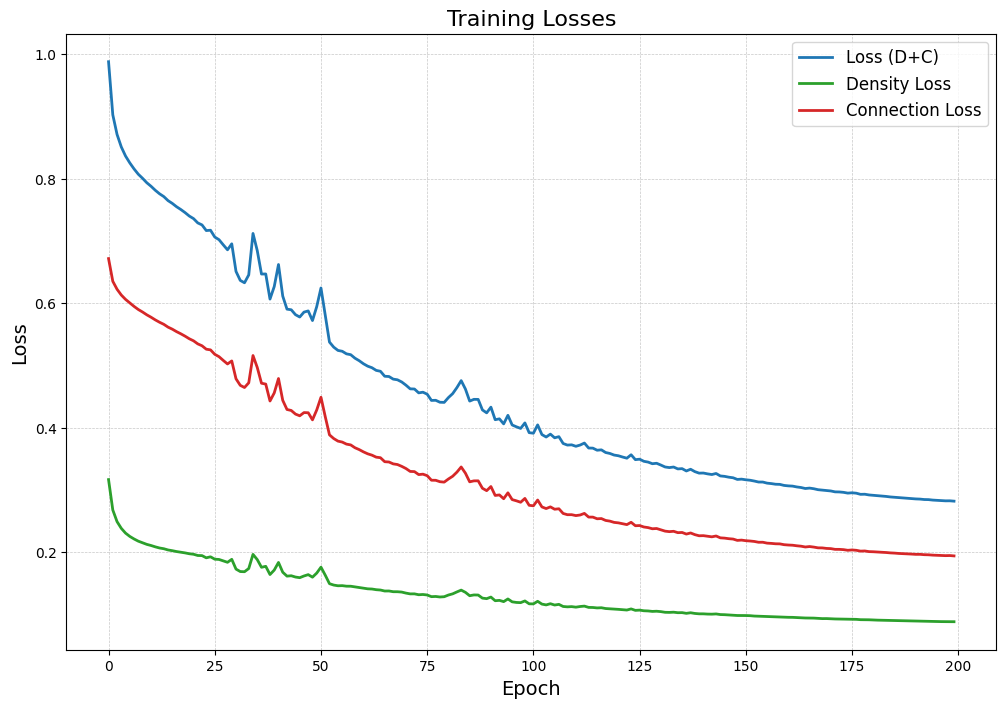 Training Losses
Loss (D+C)
Density Loss
Connection Loss
1.0
0.8
0.6
0.4
0.2
Loss
0 25 50 75 100 125 150 175 200
Epoch